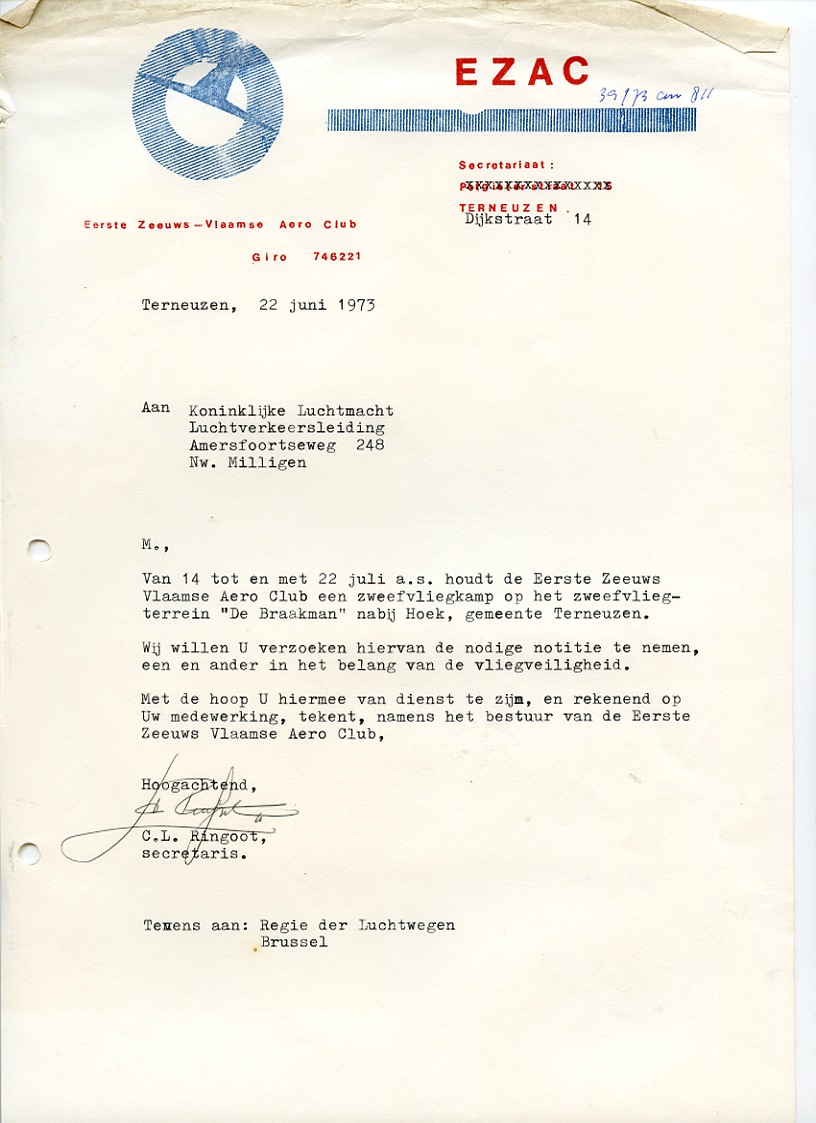 EZAC
39/73
811
Secretariaat :
TERNEUZEN
Dijkstraat 14
Eerste Zeeuws-Vlaamse Aero Club
Giro 746221
Terneuzen, 22 juni 1973
Aan Koninklijke Luchtmacht
Luchtverkeersleiding
Amersfoortseweg 248
Nw. Milligen
M.,
Van 14 tot en met 22 juli a.s. houdt de Eerste Zeeuws
Vlaamse Aero Club een zweefvliegkamp op het zweefvlieg-
terrein "De Braakman" nabij Hoek, gemeente Terneuzen.
Wij willen U verzoeken hiervan de nodige notitie te nemen,
een en ander in het belang van de vliegveiligheid.
Met de hoop U hiermee van dienst te zijn, en rekenend op
Uw medewerking, tekent, namens het bestuur van de Eerste
Zeeuws Vlaamse Aero Club,
Hoogachtend,
C.L. Ringoot,
secretaris.
Tevens aan: Regie der Luchtwegen
Brussel